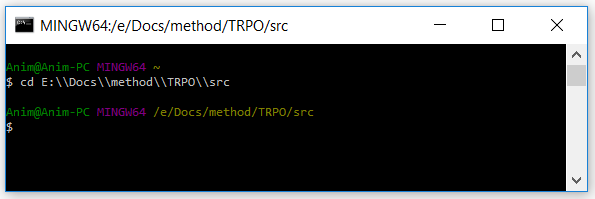 MINGW64:/e/Docs/method/TRPO/src
Anim@Anim-PC MINGW64 ~
$ cd E:\\Docs\\method\\TRPO\\src
Anim@Anim-PC MINGW64 /e/Docs/method/TRPO/src
$